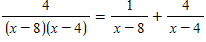 4/((x−8)(x−4)) = 1/(x−8) + 4/(x−4)